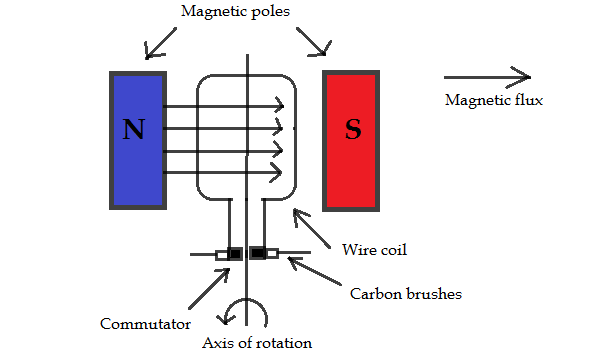 Magnetic poles
N
S
Magnetic flux
Wire coil
Carbon brushes
Commutator
Axis of rotation